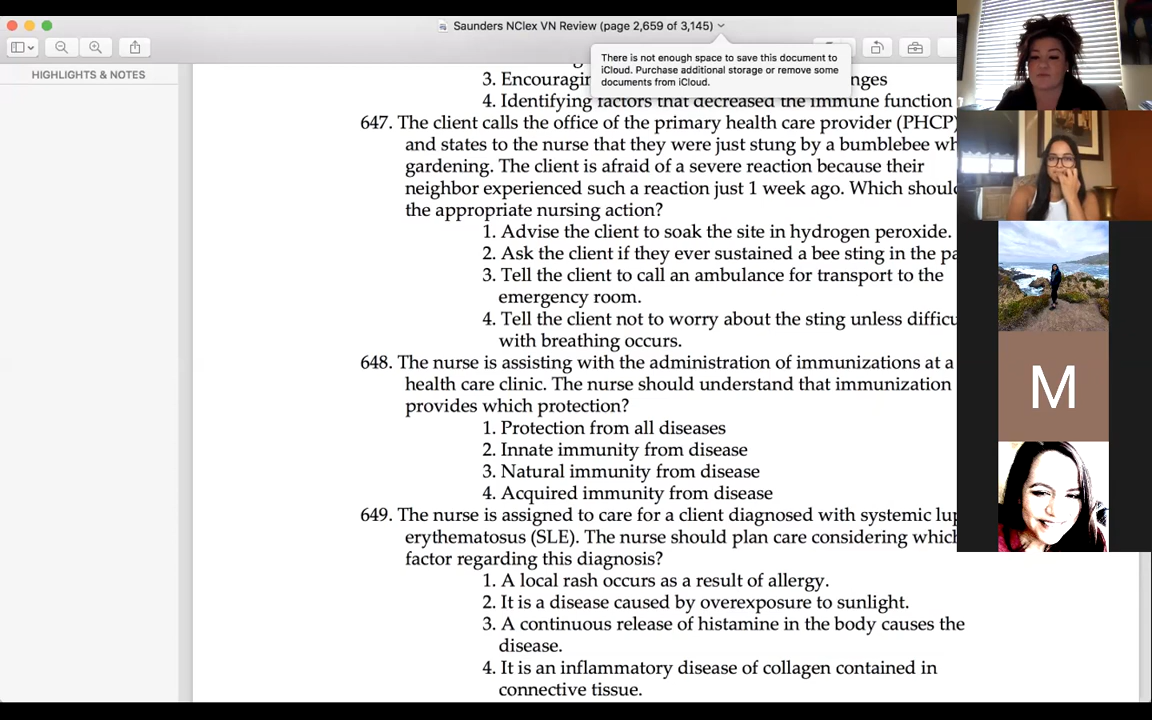 Saunders NClex VN Review (page 2,659 of 3,145)
HIGHLIGHTS & NOTES
There is not enough space to save this document to
iCloud. Purchase additional storage or remove some
documents from iCloud.
3. Encouragin nges
4. Identifying factors that decreased the immune function
647. The client calls the office of the primary health care provider (PHCP)
and states to the nurse that they were just stung by a bumblebee wh
gardening. The client is afraid of a severe reaction because their
neighbor experienced such a reaction just 1 week ago. Which shoul
the appropriate nursing action?
1. Advise the client to soak the site in hydrogen peroxide.
2. Ask the client if they ever sustained a bee sting in the pa
3. Tell the client to call an ambulance for transport to the
emergency room.
4. Tell the client not to worry about the sting unless difficu
with breathing occurs.
648. The nurse is assisting with the administration of immunizations at a
health care clinic. The nurse should understand that immunization
provides which protection?
1. Protection from all diseases
2. Innate immunity from disease
3. Natural immunity from disease
4. Acquired immunity from disease
649. The nurse is assigned to care for a client diagnosed with systemic lup
erythematosus (SLE). The nurse should plan care considering which
factor regarding this diagnosis?
1. A local rash occurs as a result of allergy.
2. It is a disease caused by overexposure to sunlight.
3. A continuous release of histamine in the body causes the
disease.
4. It is an inflammatory disease of collagen contained in
connective tissue.
M